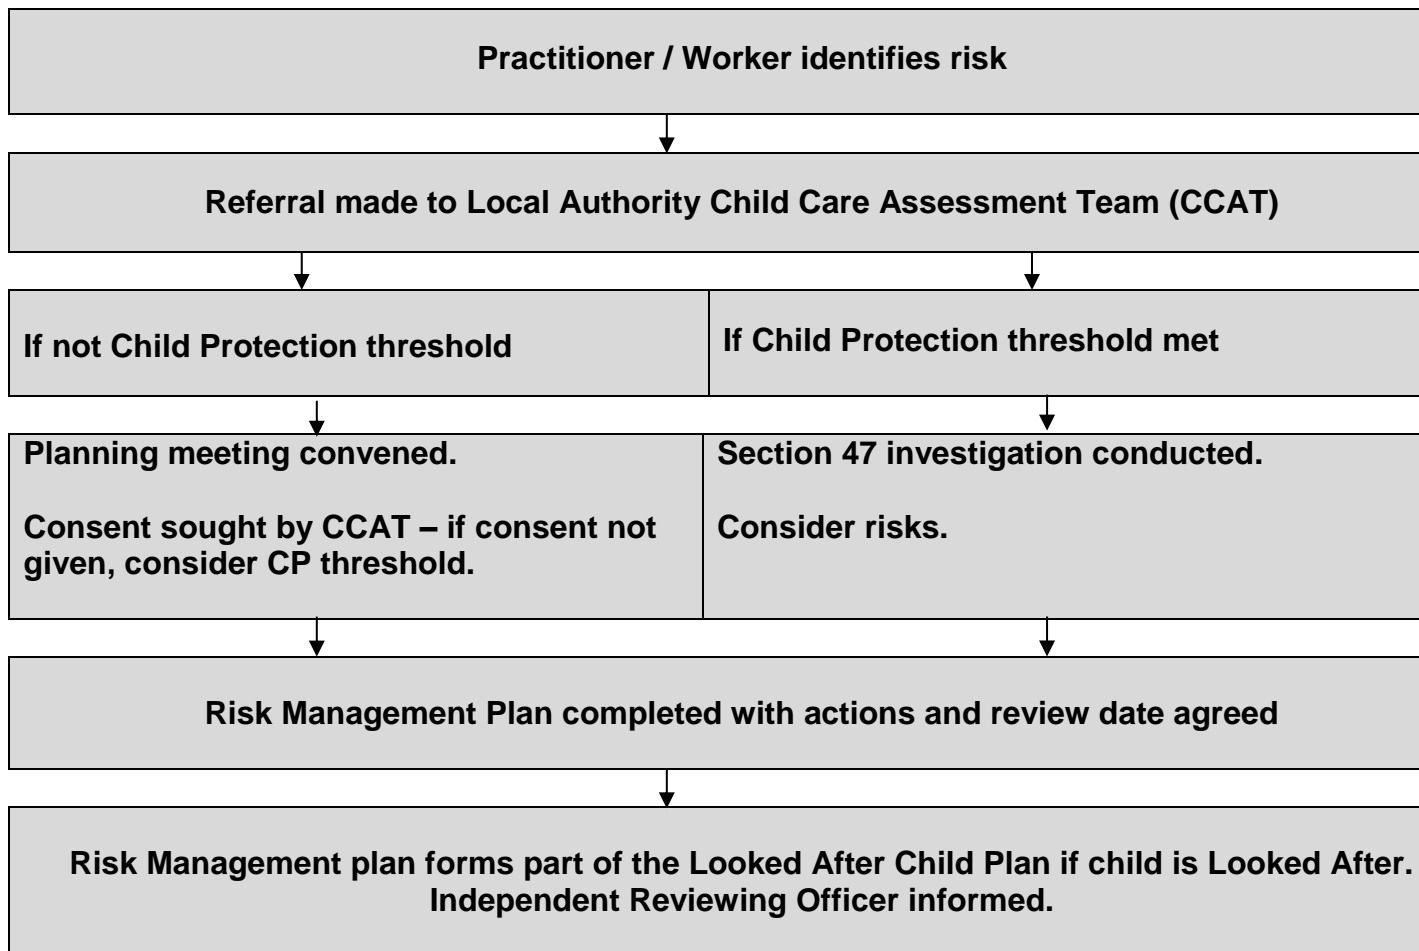 Practitioner / Worker identifies risk
Referral made to Local Authority Child Care Assessment Team (CCAT)
If not Child Protection threshold
If Child Protection threshold met
Planning meeting convened.
Consent sought by CCAT – if consent not
given, consider CP threshold.
Section 47 investigation conducted.
Consider risks.
Risk Management Plan completed with actions and review date agreed
Risk Management plan forms part of the Looked After Child Plan if child is Looked After.
Independent Reviewing Officer informed.